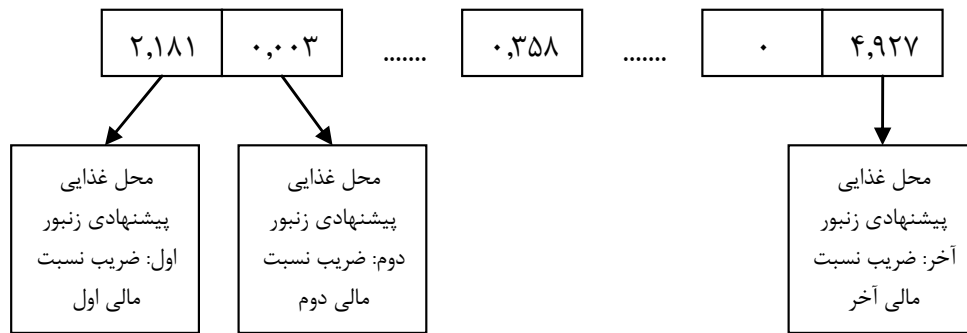 ۲,۱۸۱ ۰,۰۰۳ ....... ۰,۳۵۸ ....... ۰ ۴,۹۲۷
محل غذایی
پیشنهادی زنبور
اول: ضریب نسبت
مالی اول
محل غذایی
پیشنهادی زنبور
دوم: ضریب نسبت
مالی دوم
محل غذایی
پیشنهادی زنبور
آخر: ضریب نسبت
مالی آخر